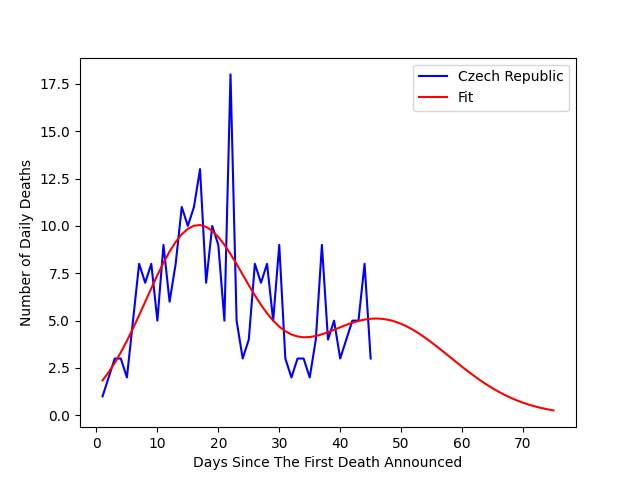 Czech Republic
Fit
17.5
15.0
12.5
10.0
7.5
5.0
2.5
0.0
Number of Daily Deaths
0 10 20 30 40 50 60 70
Days Since The First Death Announced